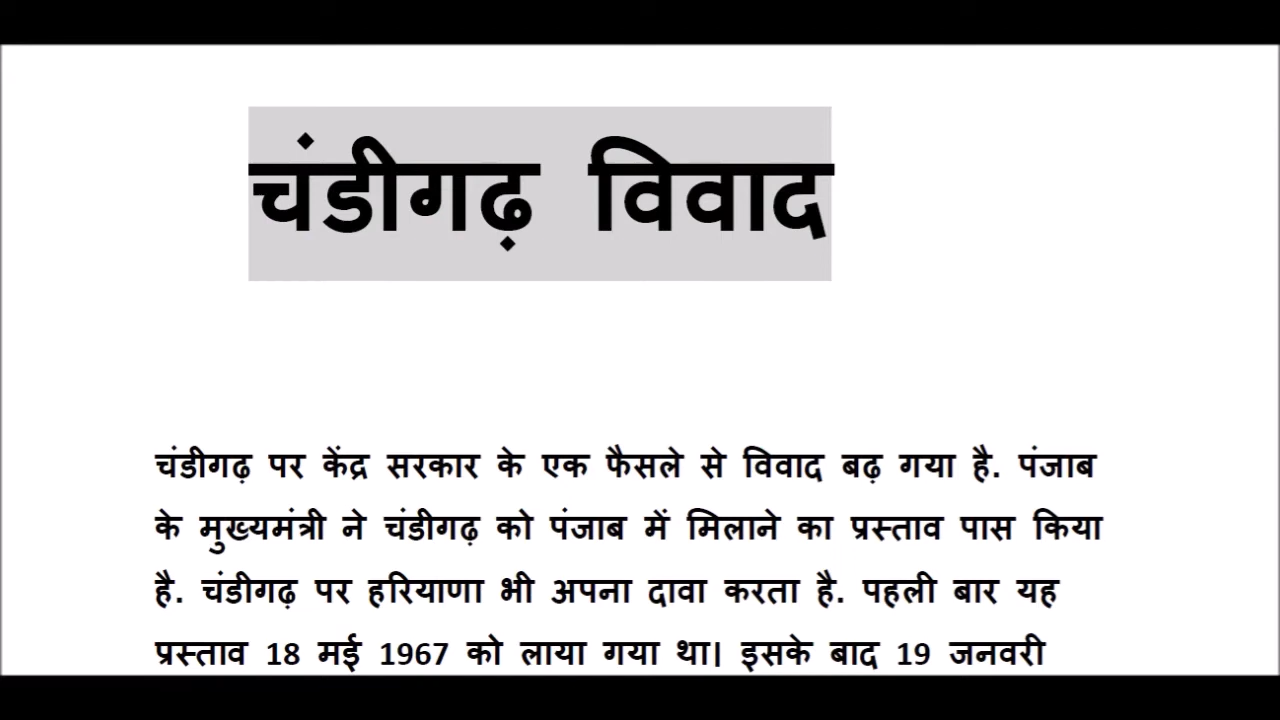 चंडीगढ़ विवाद
चंडीगढ़ पर केंद्र सरकार के एक फैसले से विवाद बढ़ गया है. पंजाब
के मुख्यमंत्री ने चंडीगढ़ को पंजाब में मिलाने का प्रस्ताव पास किया
है. चंडीगढ़ पर हरियाणा भी अपना दावा करता है. पहली बार यह
प्रस्ताव 18 मई 1967 को लाया गया था। इसके बाद 19 जनवरी